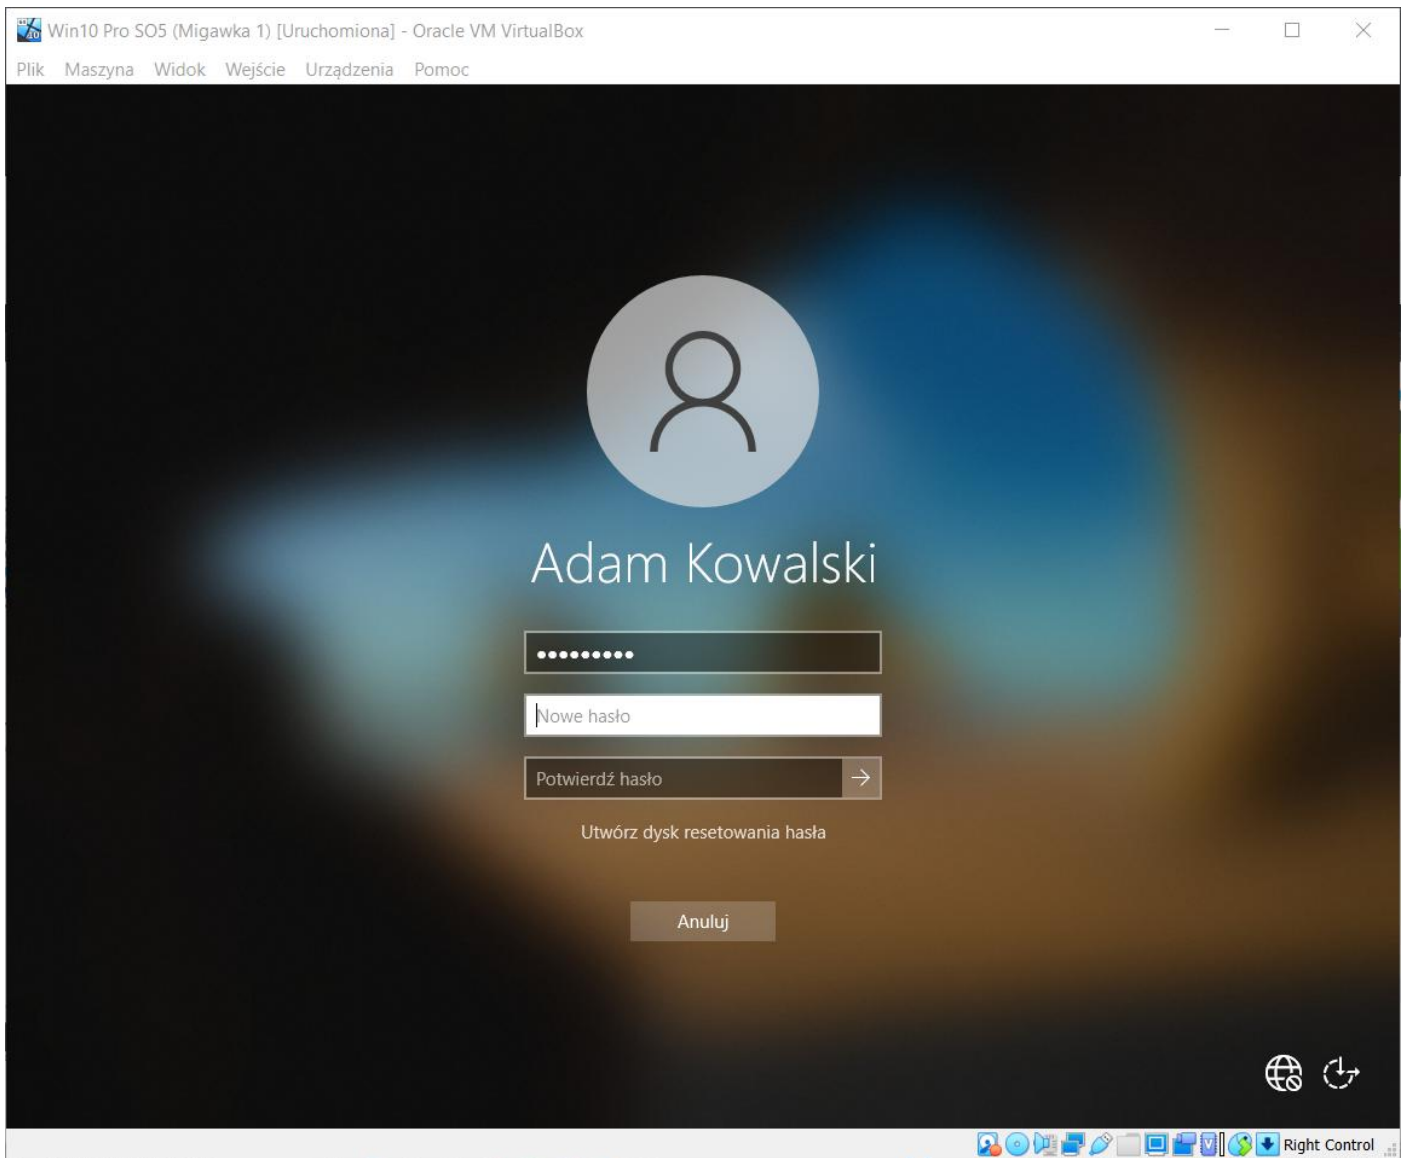 Win10 Pro SO5 (Migawka 1) [Uruchomiona] - Oracle VM VirtualBox
Plik Maszyna Widok Wejście Urządzenia Pomoc
Adam Kowalski
Nowe hasło
Potwierdź hasło
Utwórz dysk resetowania hasła
Anuluj
Right Control